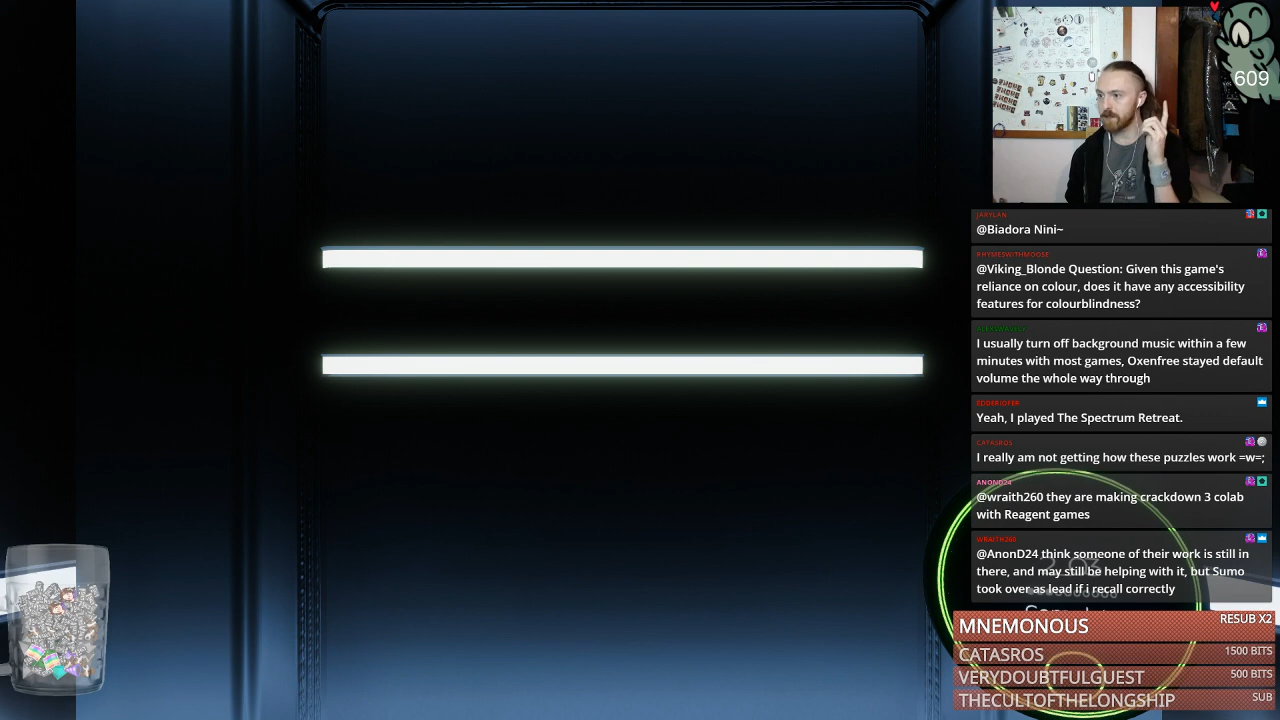 609
JARYLAN
@Biadora Nini~
RHYMESWITHMOOSE
@Viking_Blonde Question: Given this game's
reliance on colour, does it have any accessibility
features for colourblindness?
I usually turn off background music within a few
minutes with most games, Oxenfree stayed default
volume the whole way through
Yeah, I played The Spectrum Retreat.
CATASROS
I really am not getting how these puzzles work =w=;
ANOND24
@wraith260 they are making crackdown 3 colab
with Reagent games
WRAITH260
@AnonD24 think someone of their work is still in
there, and may still be helping with it, but Sumo
took over as lead if i recall correctly
MNEMONOUS RESUB X2
CATASROS 1500 BITS
VERYDOUBTFULGUEST 500 BITS
THECULTOFTHELONGSHIP SUB